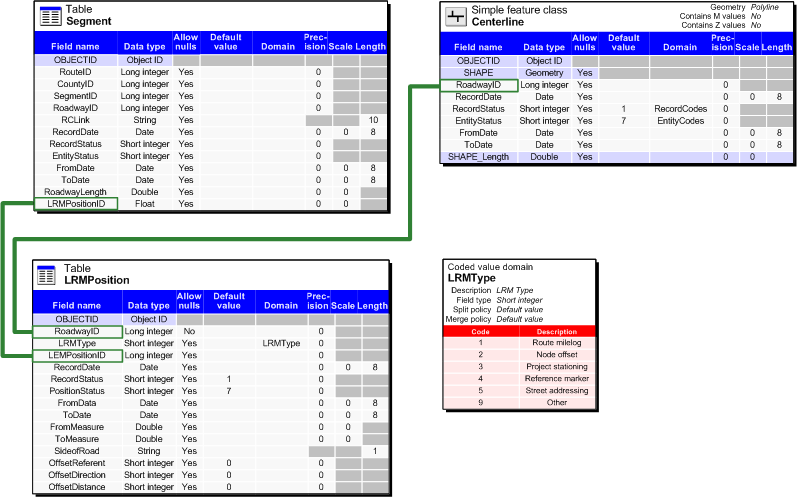 Table
Segment
Field name Data type Allow nulls Default value Domain Prec-ision Scale Length
OBJECTID Object ID
RouteID Long integer Yes 0
CountyID Long integer Yes 0
SegmentID Long integer Yes 0
RoadwayID Long integer Yes 0
RCLink String Yes 10
RecordDate Date Yes 0 0 8
RecordStatus Short integer Yes 0
EntityStatus Short integer Yes 0
FromDate Date Yes 0 0 8
ToDate Date Yes 0 0 8
RoadwayLength Double Yes 0 0
LRMPositionID Float Yes 0 0
Simple feature class
Centerline
Geometry Polyline
Contains M values No
Contains Z values No
Field name Data type Allow nulls Default value Domain Prec-ision Scale Length
OBJECTID Object ID
SHAPE Geometry Yes
RoadwayID Long integer Yes 0
RecordDate Date Yes 0 0 8
RecordStatus Short integer Yes 1 RecordCodes 0
EntityStatus Short integer Yes 7 EntityCodes 0
FromDate Date Yes 0 0 8
ToDate Date Yes 0 0 8
SHAPE_Length Double Yes 0 0
Table
LRMPosition
Field name Data type Allow nulls Default value Domain Prec-ision Scale Length
OBJECTID Object ID
RoadwayID Long integer No 0
LRMType Short integer Yes LRMType 0
LEMPositionID Long integer Yes 0
RecordDate Date Yes 0 0 8
RecordStatus Short integer Yes 1 0
PositionStatus Short integer Yes 7 0
FromData Date Yes 0 0 8
ToDate Date Yes 0 0 8
FromMeasure Double Yes 0 0
ToMeasure Double Yes 0 0
SideofRoad String Yes 1
OffsetReferent Short integer Yes 0 0
OffsetDirection Short integer Yes 0 0
OffsetDistance Short integer Yes 0 0
Coded value domain
LRMType
Description LRM Type
Field type Short integer
Split policy Default value
Merge policy Default value
Code Description
1 Route milelog
2 Node offset
3 Project stationing
4 Reference marker
5 Street addressing
9 Other